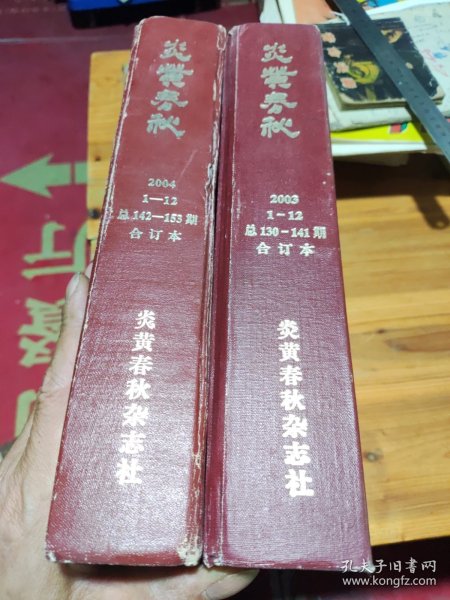 炎黄春秋
2004
1—12
总142—153期
合订本
炎黄春秋杂志社
炎黄春秋
2003
1-12
总130-141期
合订本
炎黄春秋杂志社
孔夫子旧书网
www.kongfz.com